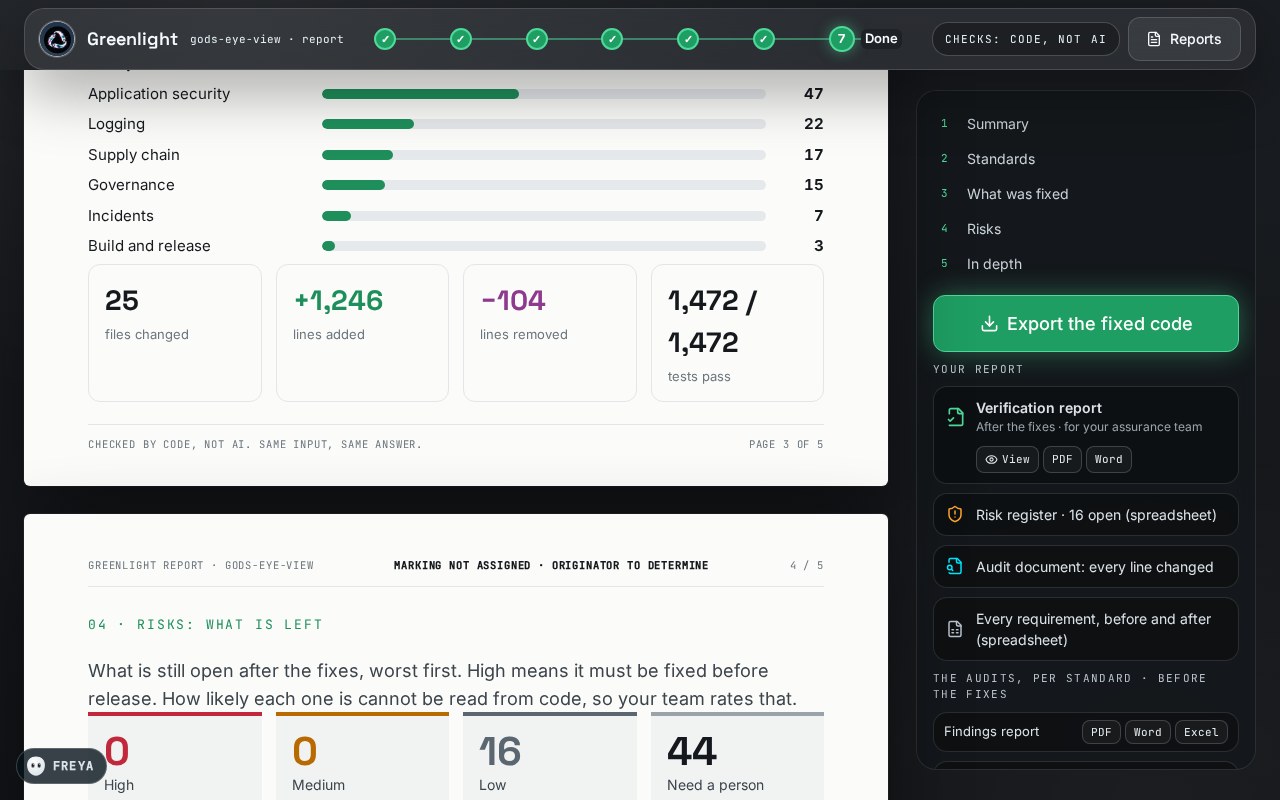 Greenlight
gods-eye-view · report
7 Done
CHECKS: CODE, NOT AI
Reports
Application security 47
Logging 22
Supply chain 17
Governance 15
Incidents 7
Build and release 3
25
files changed
+1,246
lines added
−104
lines removed
1,472 /
1,472
tests pass
CHECKED BY CODE, NOT AI. SAME INPUT, SAME ANSWER.
PAGE 3 OF 5
GREENLIGHT REPORT · GODS-EYE-VIEW
MARKING NOT ASSIGNED · ORIGINATOR TO DETERMINE
4 / 5
04 · RISKS: WHAT IS LEFT
What is still open after the fixes, worst first. High means it must be fixed before
release. How likely each one is cannot be read from code, so your team rates that.
0
High
0
Medium
16
Low
44
Need a person
FREYA
1 Summary
2 Standards
3 What was fixed
4 Risks
5 In depth
Export the fixed code
YOUR REPORT
Verification report
After the fixes · for your assurance team
View
PDF
Word
Risk register · 16 open (spreadsheet)
Audit document: every line changed
Every requirement, before and after
(spreadsheet)
THE AUDITS, PER STANDARD · BEFORE
THE FIXES
Findings report
PDF
Word
Excel